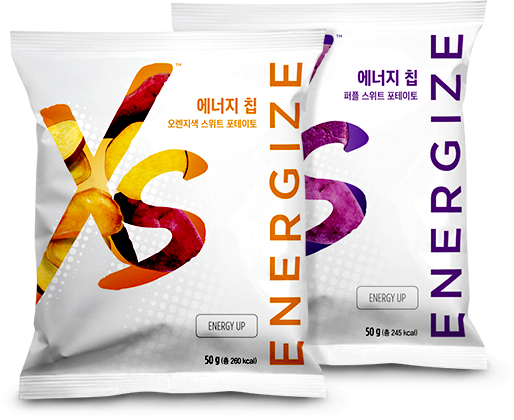 XS™
에너지 칩
오렌지색 스위트 포테이토
ENERGIZE
ENERGY UP
50 g (총 260 kcal)
S™
에너지 칩
퍼플 스위트 포테이토
ENERGIZE
ENERGY UP
50 g (총 245 kcal)